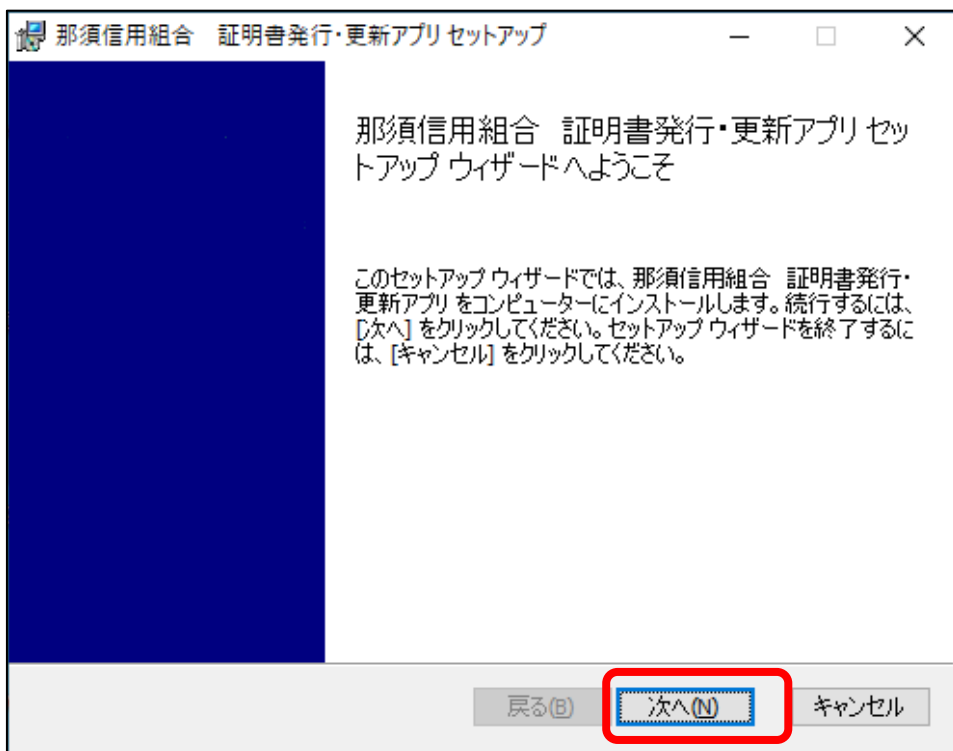 那須信用組合　証明書発行・更新アプリ セットアップ
那須信用組合　証明書発行・更新アプリ セッ
トアップ ウィザードへようこそ
このセットアップ ウィザードでは、那須信用組合　証明書発行・
更新アプリ をコンピューターにインストールします。続行するには、
[次へ] をクリックしてください。セットアップ ウィザードを終了するに
は、[キャンセル] をクリックしてください。
戻る(B) 次へ(N) キャンセル